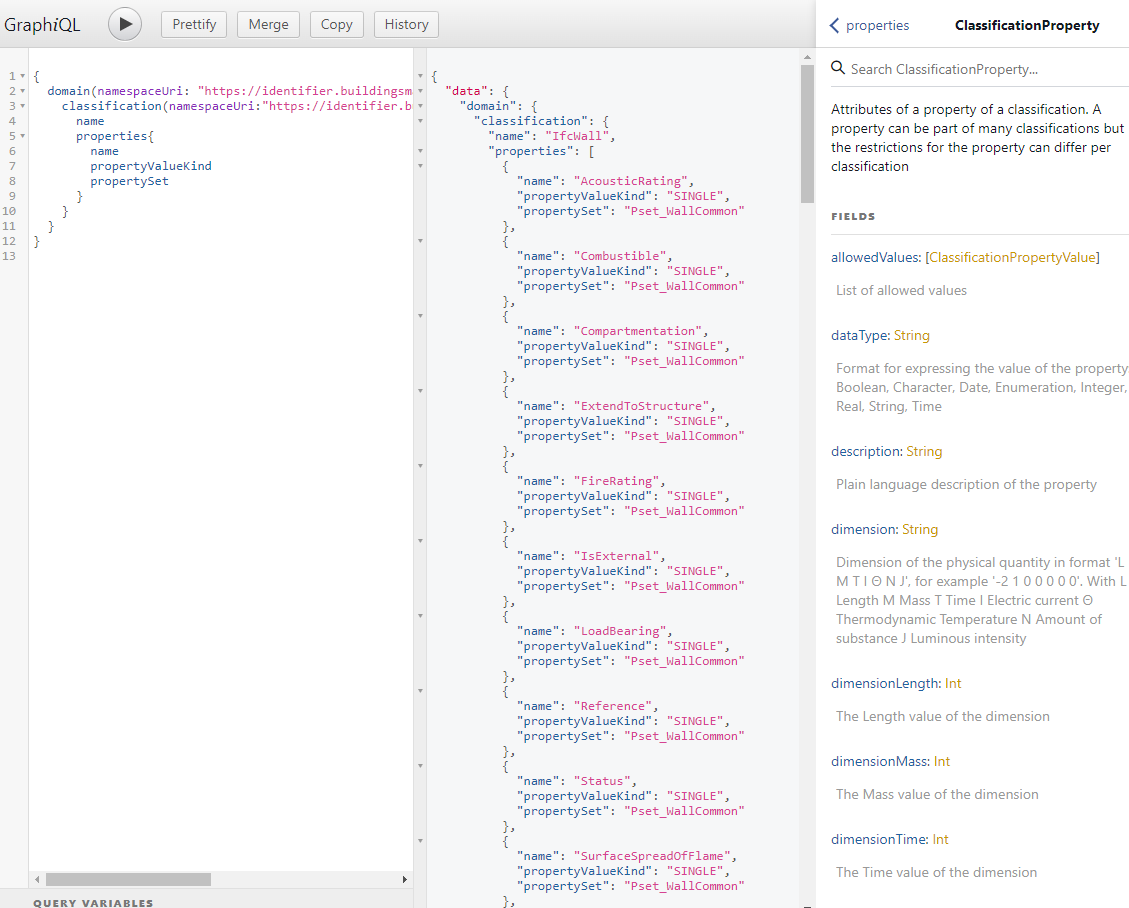 GraphiQL
Prettify
Merge
Copy
History
1 {
2 domain(namespaceUri: "https://identifier.buildingsm
3 classification(namespaceUri:"https://identifier.b
4 name
5 properties{
6 name
7 propertyValueKind
8 propertySet
9 }
10 }
11 }
12 }
13
QUERY VARIABLES
{
"data": {
"domain": {
"classification": {
"name": "IfcWall",
"properties": [
{
"name": "AcousticRating",
"propertyValueKind": "SINGLE",
"propertySet": "Pset_WallCommon"
},
{
"name": "Combustible",
"propertyValueKind": "SINGLE",
"propertySet": "Pset_WallCommon"
},
{
"name": "Compartmentation",
"propertyValueKind": "SINGLE",
"propertySet": "Pset_WallCommon"
},
{
"name": "ExtendToStructure",
"propertyValueKind": "SINGLE",
"propertySet": "Pset_WallCommon"
},
{
"name": "FireRating",
"propertyValueKind": "SINGLE",
"propertySet": "Pset_WallCommon"
},
{
"name": "IsExternal",
"propertyValueKind": "SINGLE",
"propertySet": "Pset_WallCommon"
},
{
"name": "LoadBearing",
"propertyValueKind": "SINGLE",
"propertySet": "Pset_WallCommon"
},
{
"name": "Reference",
"propertyValueKind": "SINGLE",
"propertySet": "Pset_WallCommon"
},
{
"name": "Status",
"propertyValueKind": "SINGLE",
"propertySet": "Pset_WallCommon"
},
{
"name": "SurfaceSpreadOfFlame",
"propertyValueKind": "SINGLE",
"propertySet": "Pset_WallCommon"
},
properties
ClassificationProperty
Search ClassificationProperty...
Attributes of a property of a classification. A
property can be part of many classifications but
the restrictions for the property can differ per
classification
FIELDS
allowedValues: [ClassificationPropertyValue]
List of allowed values
dataType: String
Format for expressing the value of the property:
Boolean, Character, Date, Enumeration, Integer,
Real, String, Time
description: String
Plain language description of the property
dimension: String
Dimension of the physical quantity in format 'L
M T I Θ N J', for example '-2 1 0 0 0 0 0'. With L
Length M Mass T Time I Electric current Θ
Thermodynamic Temperature N Amount of
substance J Luminous intensity
dimensionLength: Int
The Length value of the dimension
dimensionMass: Int
The Mass value of the dimension
dimensionTime: Int
The Time value of the dimension